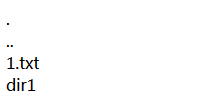 .
..
1.txt
dir1